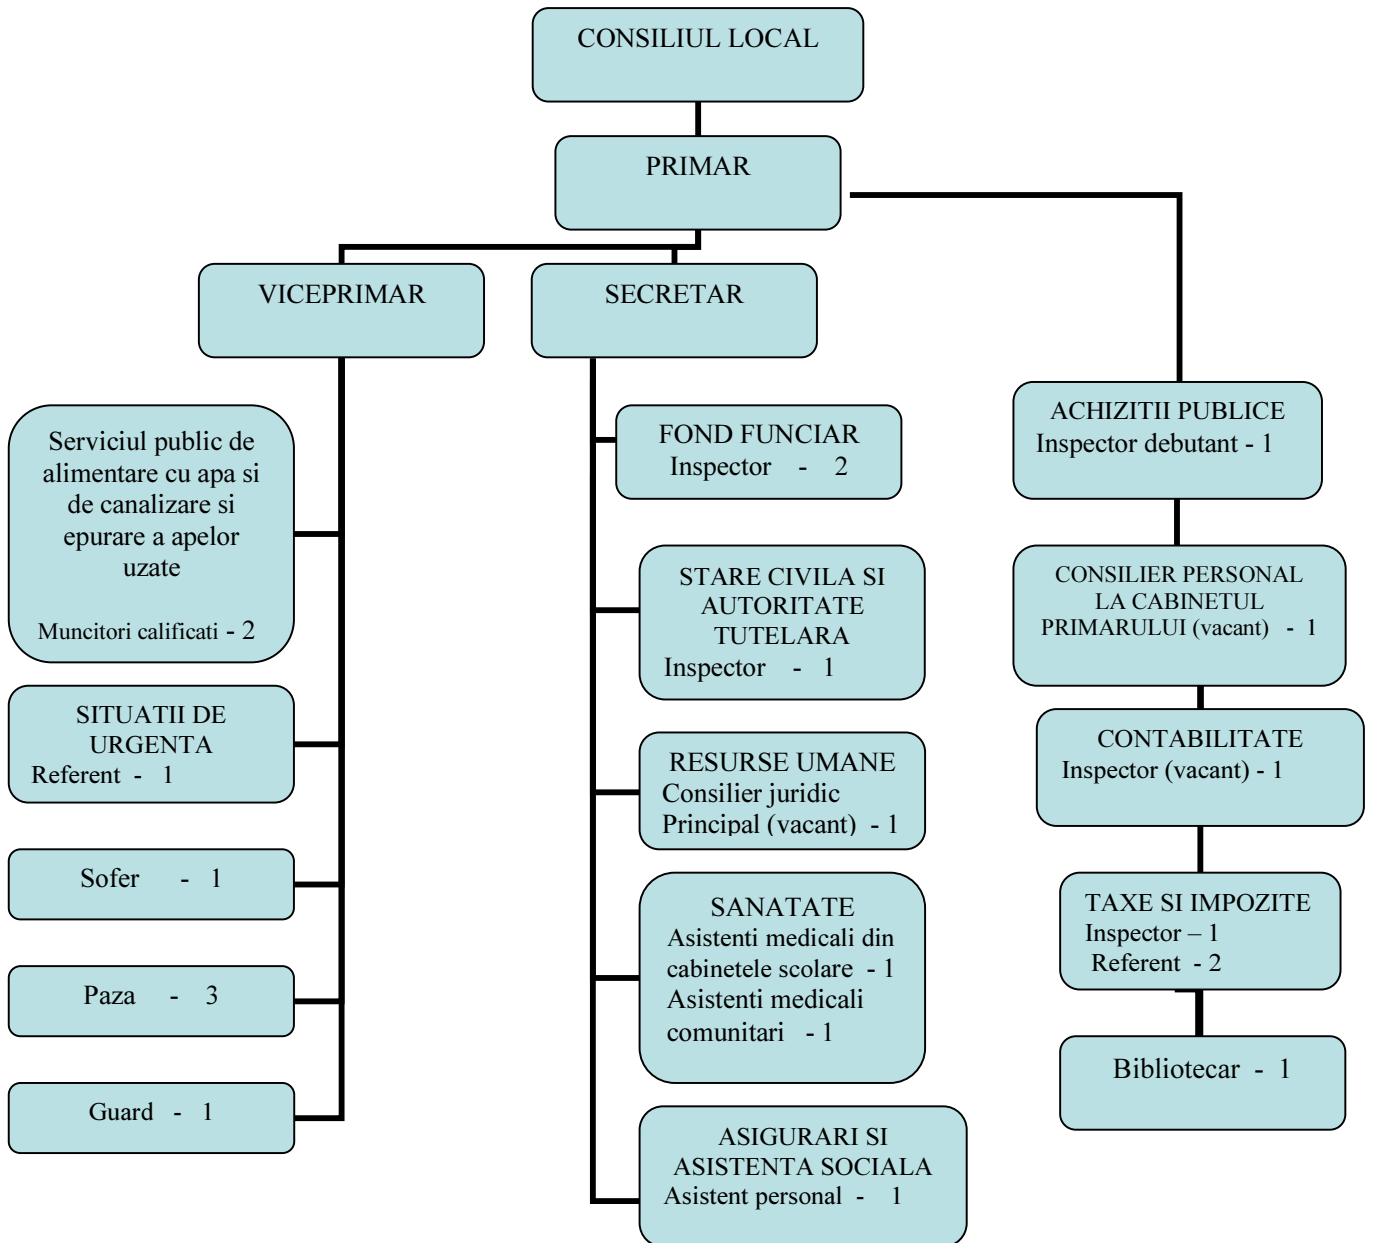 CONSILIUL LOCAL
PRIMAR
VICEPRIMAR
SECRETAR
Serviciul public de
alimentare cu apa si
de canalizare si
epurare a apelor
uzate
Muncitori calificati - 2
SITUATII DE
URGENTA
Referent - 1
Sofer - 1
Paza - 3
Guard - 1
FOND FUNCIAR
Inspector - 2
STARE CIVILA SI
AUTORITATE
TUTELARA
Inspector - 1
RESURSE UMANE
Consilier juridic
Principal (vacant) - 1
SANATATE
Asistenti medicali din
cabinetele scolare - 1
Asistenti medicali
comunitari - 1
ASIGURARI SI
ASISTENTA SOCIALA
Asistent personal - 1
ACHIZITII PUBLICE
Inspector debutant - 1
CONSILIER PERSONAL
LA CABINETUL
PRIMARULUI (vacant) - 1
CONTABILITATE
Inspector (vacant) - 1
TAXE SI IMPOZITE
Inspector – 1
Referent - 2
Bibliotecar - 1